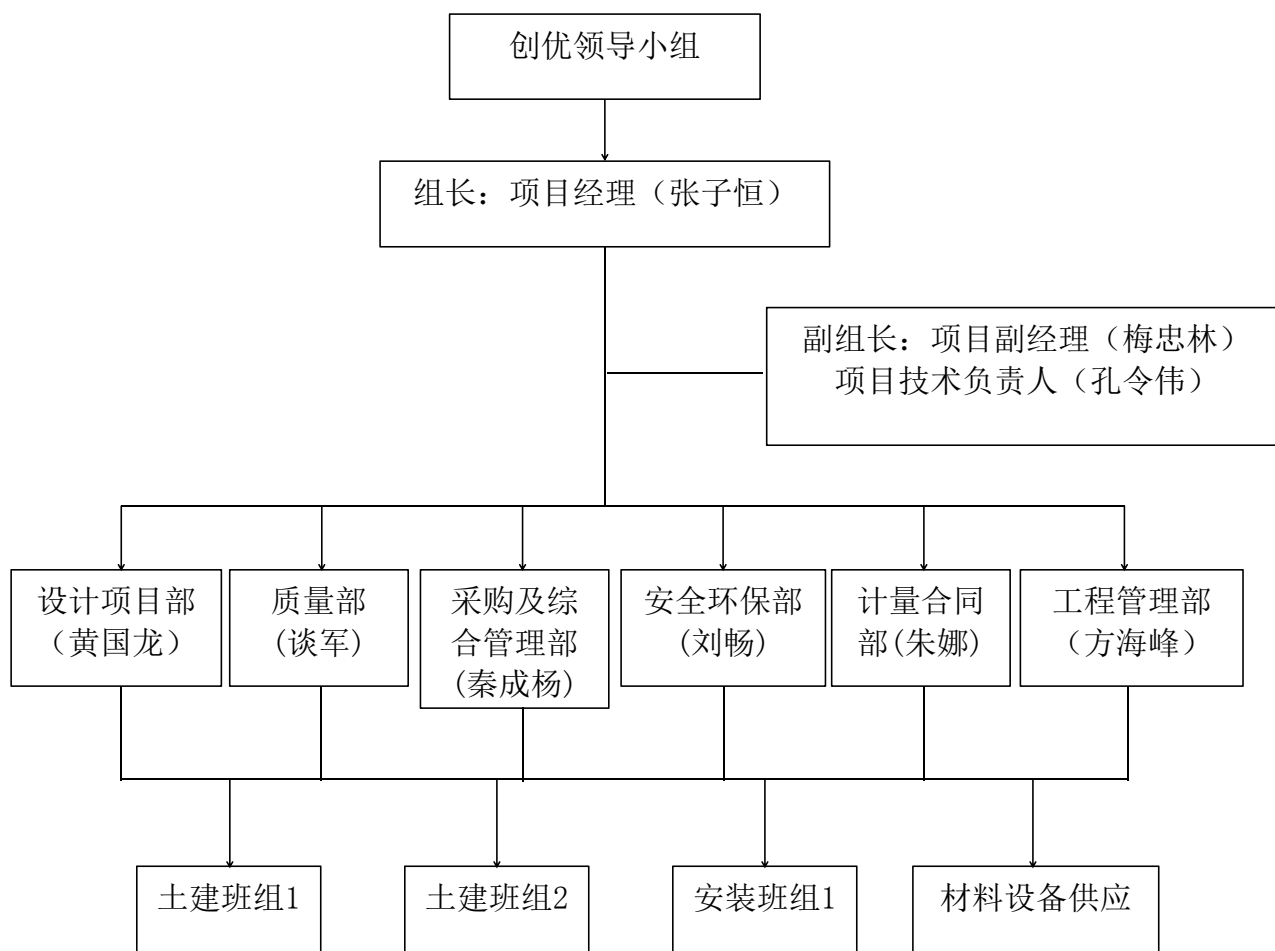 创优领导小组
组长：项目经理（张子恒）
副组长：项目副经理（梅忠林）
项目技术负责人（孔令伟）
设计项目部
（黄国龙）
质量部
(谈军)
采购及综
合管理部
(秦成杨)
安全环保部
(刘畅)
计量合同
部(朱娜)
工程管理部
（方海峰）
土建班组1
土建班组2
安装班组1
材料设备供应